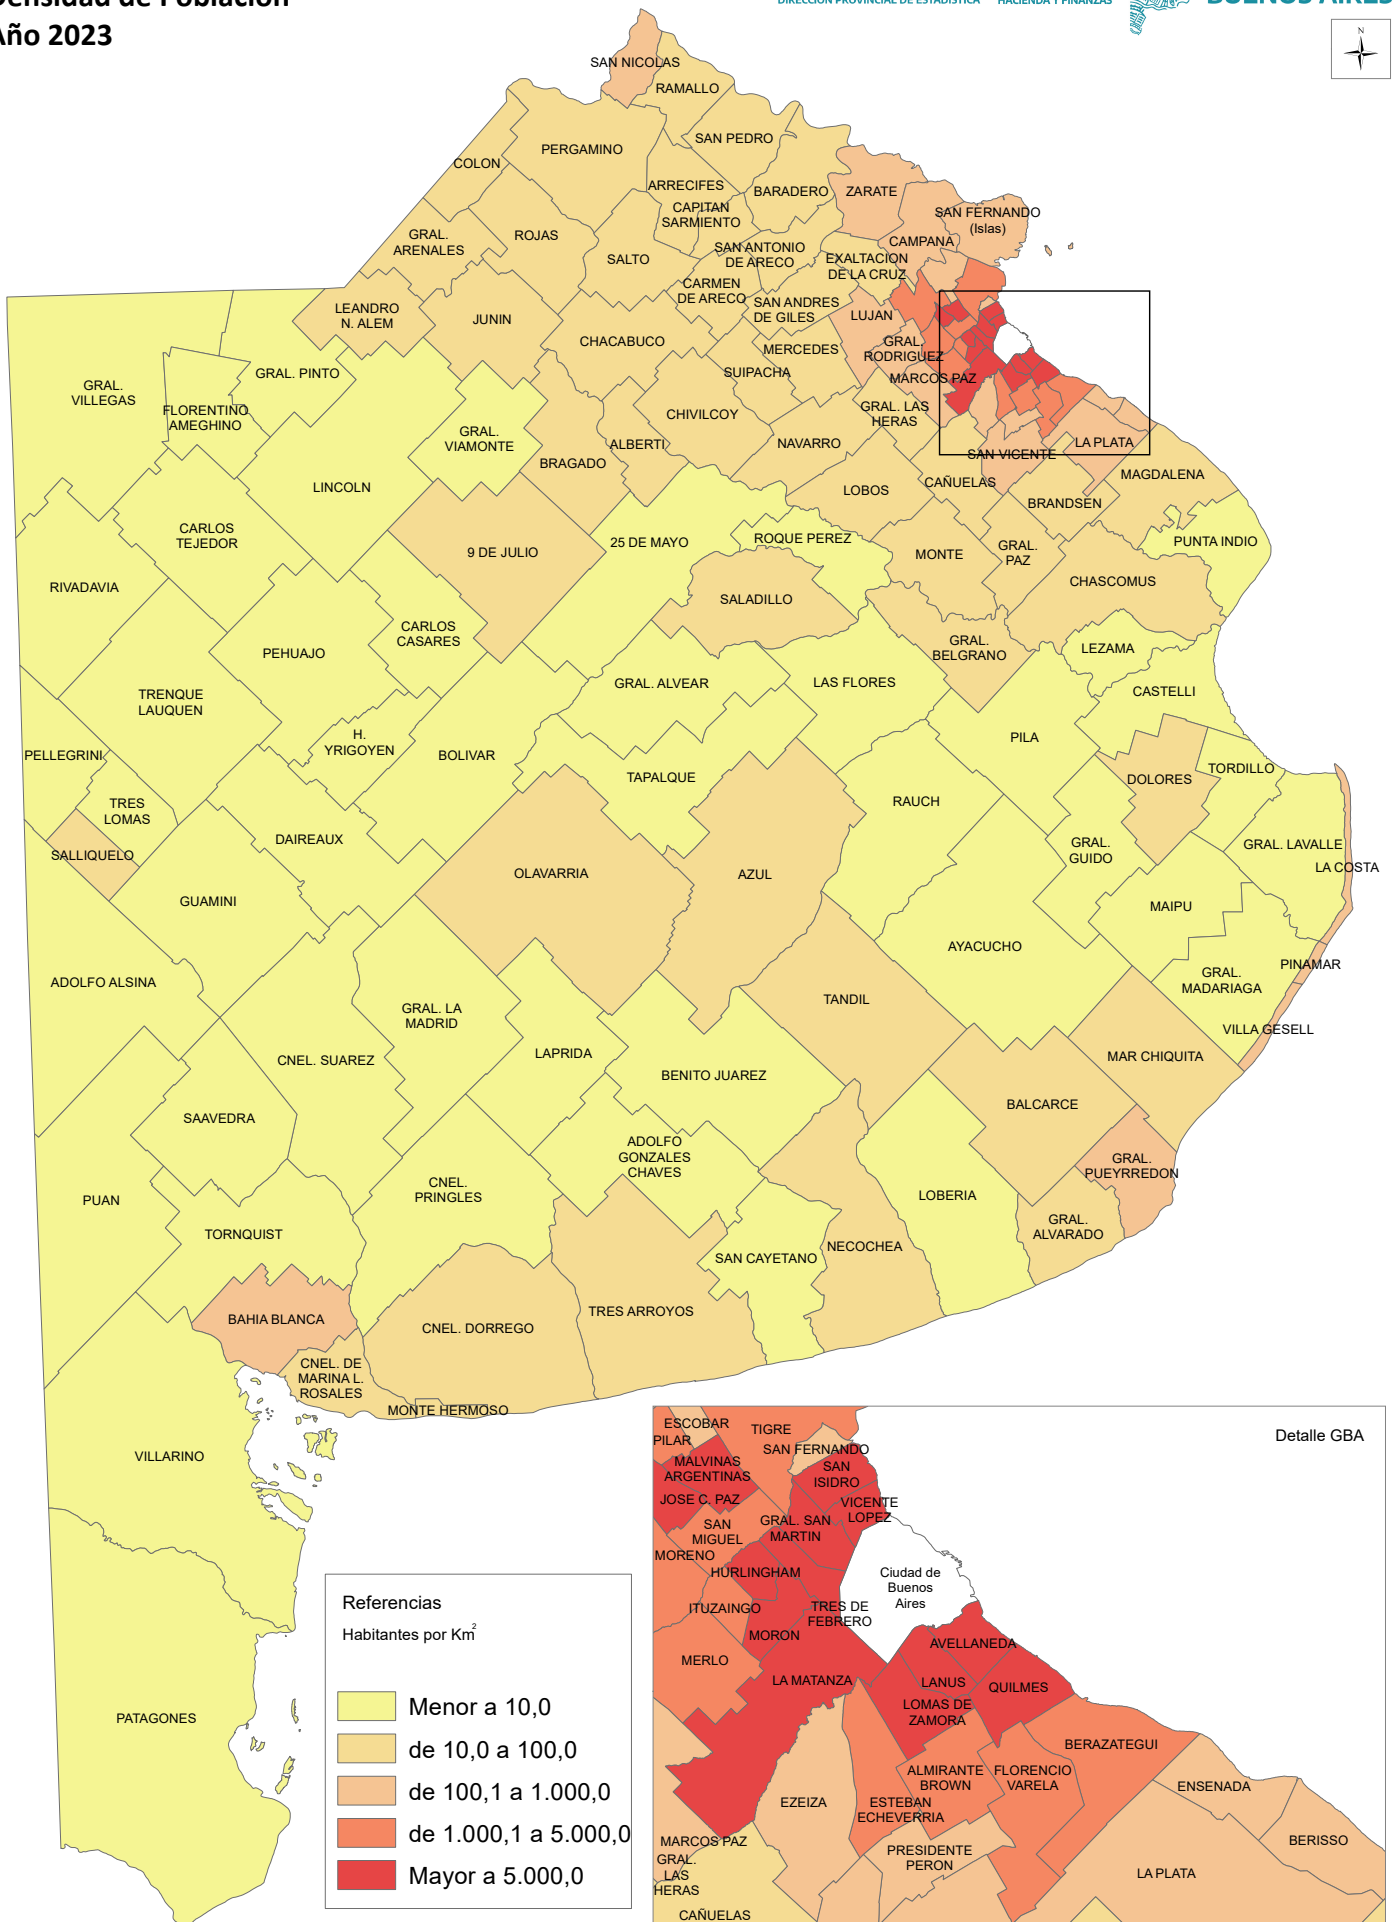 Densidad de Población
Año 2023
DIRECCIÓN PROVINCIAL DE ESTADÍSTICA
HACIENDA Y FINANZAS
BUENOS AIRES
N
SAN NICOLAS
RAMALLO
SAN PEDRO
PERGAMINO
COLON
ARRECIFES
BARADERO
ZARATE
CAPITAN
SARMIENTO
SAN FERNANDO
(Islas)
GRAL.
ARENALES
ROJAS
SALTO
SAN ANTONIO
DE ARECO
CAMPANA
EXALTACION
DE LA CRUZ
CARMEN
DE ARECO
SAN ANDRES
DE GILES
LEANDRO
N. ALEM
JUNIN
LUJAN
CHACABUCO
MERCEDES
GRAL.
RODRIGUEZ
GRAL. PINTO
SUIPACHA
MARCOS PAZ
GRAL.
VILLEGAS
FLORENTINO
AMEGHINO
CHIVILCOY
GRAL. LAS
HERAS
GRAL.
VIAMONTE
ALBERTI
NAVARRO
LA PLATA
BRAGADO
SAN VICENTE
LINCOLN
LOBOS
CAÑUELAS
MAGDALENA
BRANDSEN
CARLOS
TEJEDOR
9 DE JULIO
25 DE MAYO
ROQUE PEREZ
MONTE
GRAL.
PAZ
PUNTA INDIO
RIVADAVIA
SALADILLO
CHASCOMUS
CARLOS
CASARES
PEHUAJO
GRAL.
BELGRANO
LEZAMA
TRENQUE
LAUQUEN
GRAL. ALVEAR
LAS FLORES
CASTELLI
H.
YRIGOYEN
PILA
PELLEGRINI
BOLIVAR
TAPALQUE
DOLORES
TORDILLO
TRES
LOMAS
RAUCH
DAIREAUX
GRAL.
GUIDO
GRAL. LAVALLE
SALLIQUELO
LA COSTA
OLAVARRIA
AZUL
GUAMINI
MAIPU
AYACUCHO
PINAMAR
ADOLFO ALSINA
GRAL.
MADARIAGA
TANDIL
GRAL. LA
MADRID
VILLA GESELL
LAPRIDA
CNEL. SUAREZ
MAR CHIQUITA
BENITO JUAREZ
SAAVEDRA
BALCARCE
ADOLFO
GONZALES
CHAVES
GRAL.
PUEYRREDON
PUAN
CNEL.
PRINGLES
LOBERIA
TORNQUIST
GRAL.
ALVARADO
NECOCHEA
SAN CAYETANO
BAHIA BLANCA
TRES ARROYOS
CNEL. DORREGO
CNEL. DE
MARINA L.
ROSALES
MONTE HERMOSO
VILLARINO
PATAGONES
Detalle GBA
ESCOBAR
TIGRE
PILAR
SAN FERNANDO
MALVINAS
ARGENTINAS
SAN
ISIDRO
JOSE C. PAZ
VICENTE
LOPEZ
SAN
MIGUEL
GRAL. SAN
MARTIN
MORENO
HURLINGHAM
Ciudad de
Buenos
Aires
ITUZAINGO
TRES DE
FEBRERO
MORON
AVELLANEDA
MERLO
LA MATANZA
LANUS
QUILMES
LOMAS DE
ZAMORA
BERAZATEGUI
ALMIRANTE
BROWN
FLORENCIO
VARELA
ENSENADA
EZEIZA
ESTEBAN
ECHEVERRIA
BERISSO
MARCOS PAZ
PRESIDENTE
PERON
GRAL.
LAS
HERAS
LA PLATA
CAÑUELAS
Referencias
Habitantes por Km²
Menor a 10,0
de 10,0 a 100,0
de 100,1 a 1.000,0
de 1.000,1 a 5.000,0
Mayor a 5.000,0